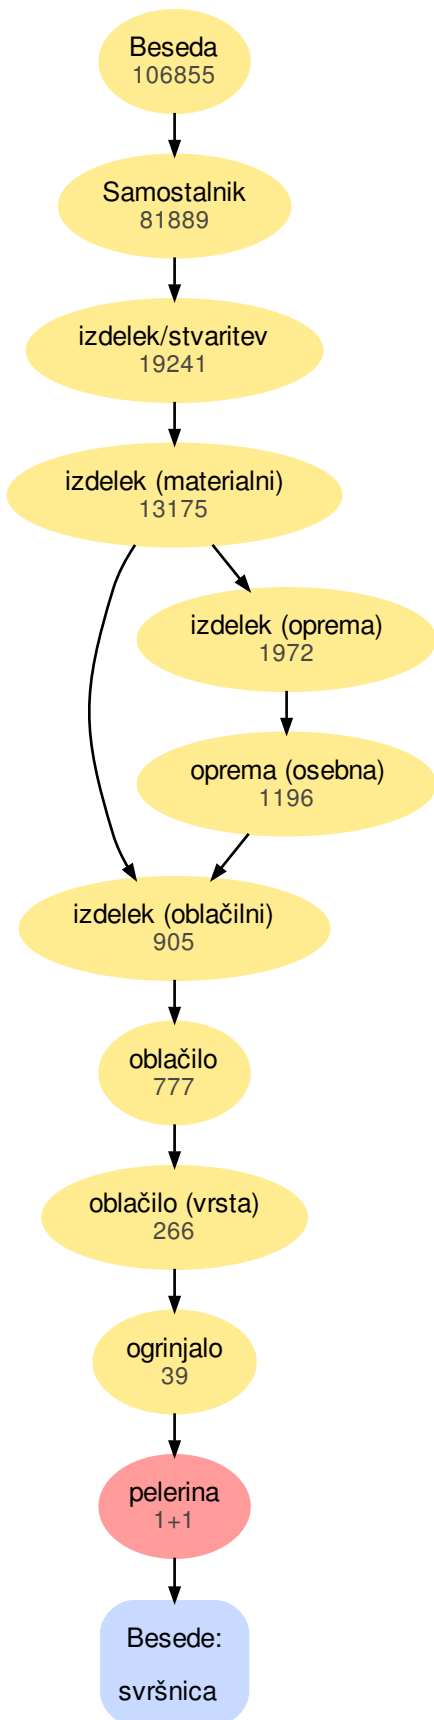 Beseda
106855
Samostalnik
81889
izdelek/stvaritev
19241
izdelek (materialni)
13175
izdelek (oprema)
1972
oprema (osebna)
1196
izdelek (oblačilni)
905
oblačilo
777
oblačilo (vrsta)
266
ogrinjalo
39
pelerina
1+1
Besede:
svršnica